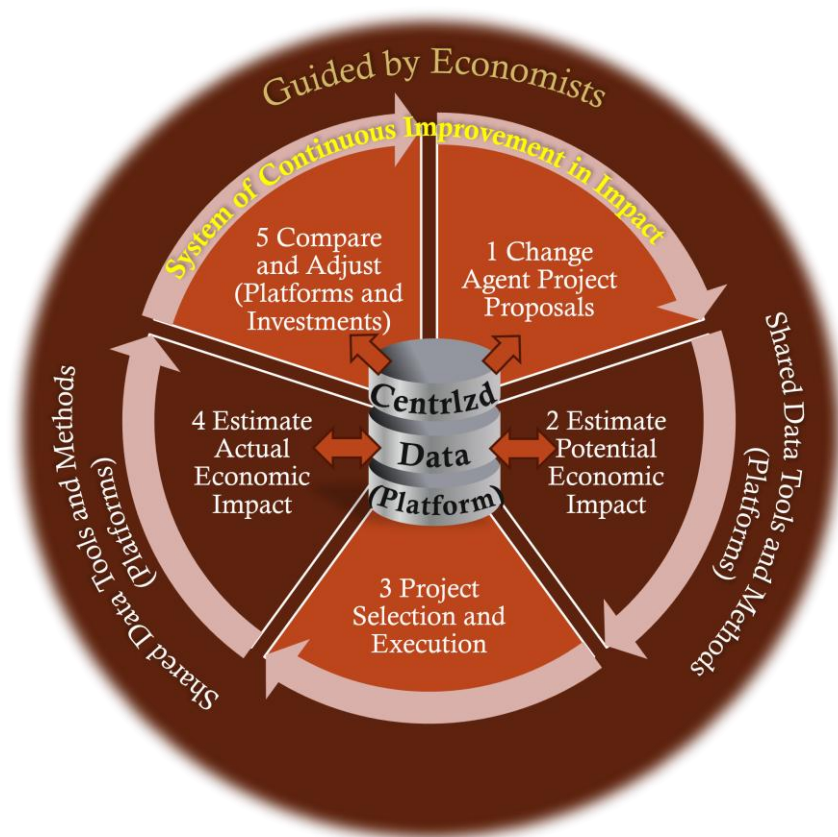 Guided by Economists
System of Continuous Improvement in Impact
5 Compare
and Adjust
(Platforms and
Investments)
1 Change
Agent Project
Proposals
Centrlzd
Data
(Platform)
4 Estimate
Actual
Economic
Impact
2 Estimate
Potential
Economic
Impact
3 Project
Selection and
Execution
Shared Data Tools and Methods
(Platforms)
Shared Data Tools and Methods
(Platforms)